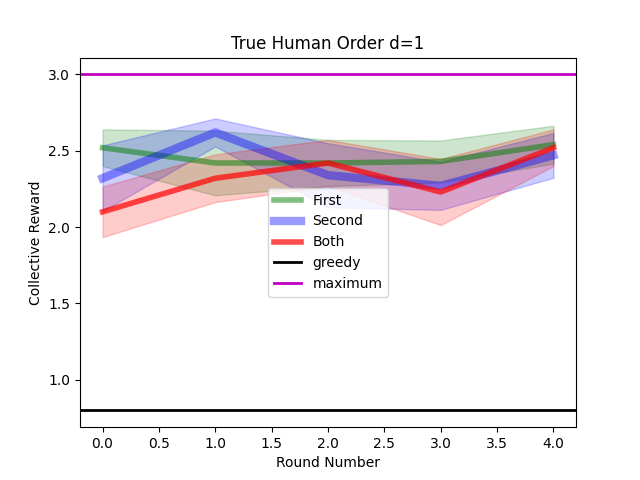 True Human Order d=1
Collective Reward
3.0
2.5
2.0
1.5
1.0
First
Second
Both
greedy
maximum
0.0 0.5 1.0 1.5 2.0 2.5 3.0 3.5 4.0
Round Number